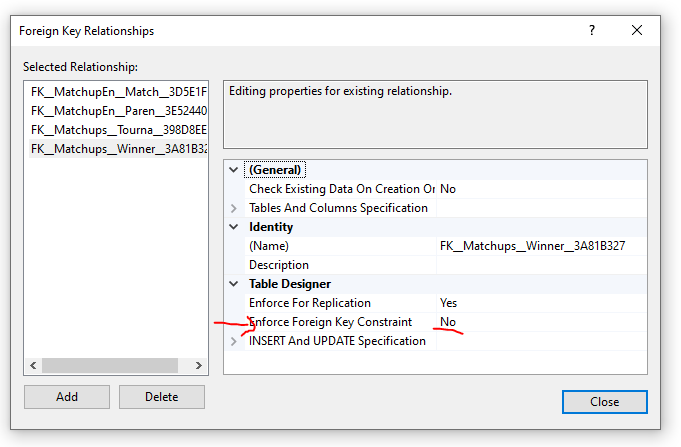 Foreign Key Relationships
?
Selected Relationship:
FK__MatchupEn__Match__3D5E1F
FK__MatchupEn__Paren__3E52440
FK__Matchups__Tourna__398D8EE
FK__Matchups__Winner__3A81B32
Editing properties for existing relationship.
(General)
Check Existing Data On Creation Or No
Tables And Columns Specification
Identity
(Name) FK__Matchups__Winner__3A81B327
Description
Table Designer
Enforce For Replication Yes
Enforce Foreign Key Constraint No
INSERT And UPDATE Specification
Add Delete
Close